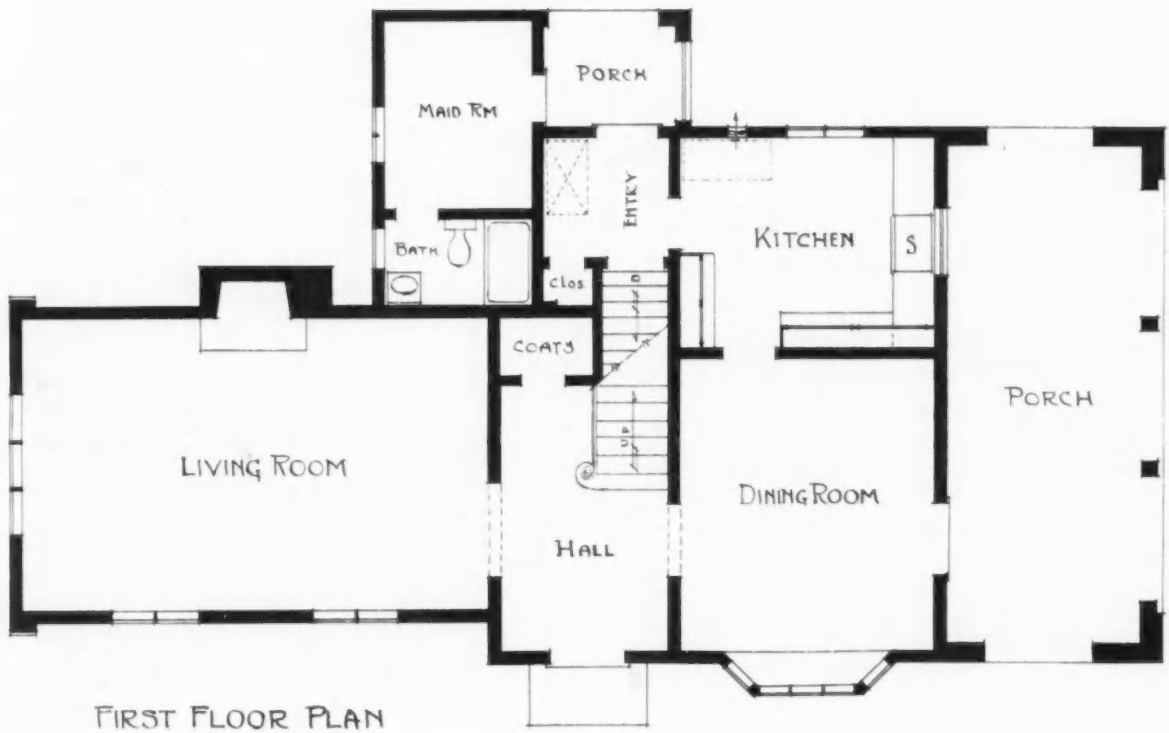 PORCH
MAID RM
ENTRY
KITCHEN
S
BATH
CLOS.
D
COATS
PORCH
UP
LIVING ROOM
DINING ROOM
HALL
FIRST FLOOR PLAN